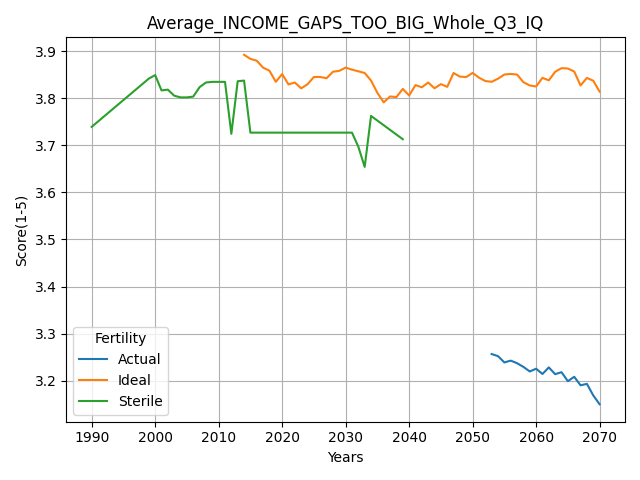 Average_INCOME_GAPS_TOO_BIG_Whole_Q3_IQ
3.9
3.8
3.7
3.6
3.5
3.4
3.3
3.2
Score(1-5)
Fertility
Actual
Ideal
Sterile
1990 2000 2010 2020 2030 2040 2050 2060 2070
Years